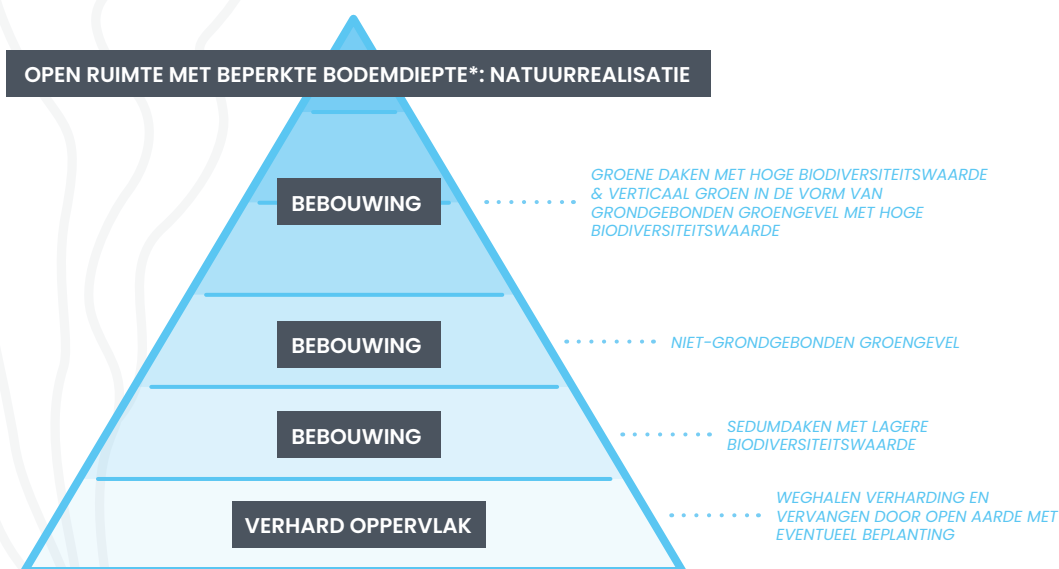 OPEN RUIMTE MET BEPERKTE BODEMDIEPTE*: NATUURREALISATIE
BEBOUWING
GROENE DAKEN MET HOGE BIODIVERSITEITSWAARDE
& VERTICAAL GROEN IN DE VORM VAN
GRONDGEBONDEN GROENGEVEL MET HOGE
BIODIVERSITEITSWAARDE
BEBOUWING
NIET-GRONDGEBONDEN GROENGEVEL
BEBOUWING
SEDUMDAKEN MET LAGERE
BIODIVERSITEITSWAARDE
VERHARD OPPERVLAK
WEGHALEN VERHARDING EN
VERVANGEN DOOR OPEN AARDE MET
EVENTUEEL BEPLANTING